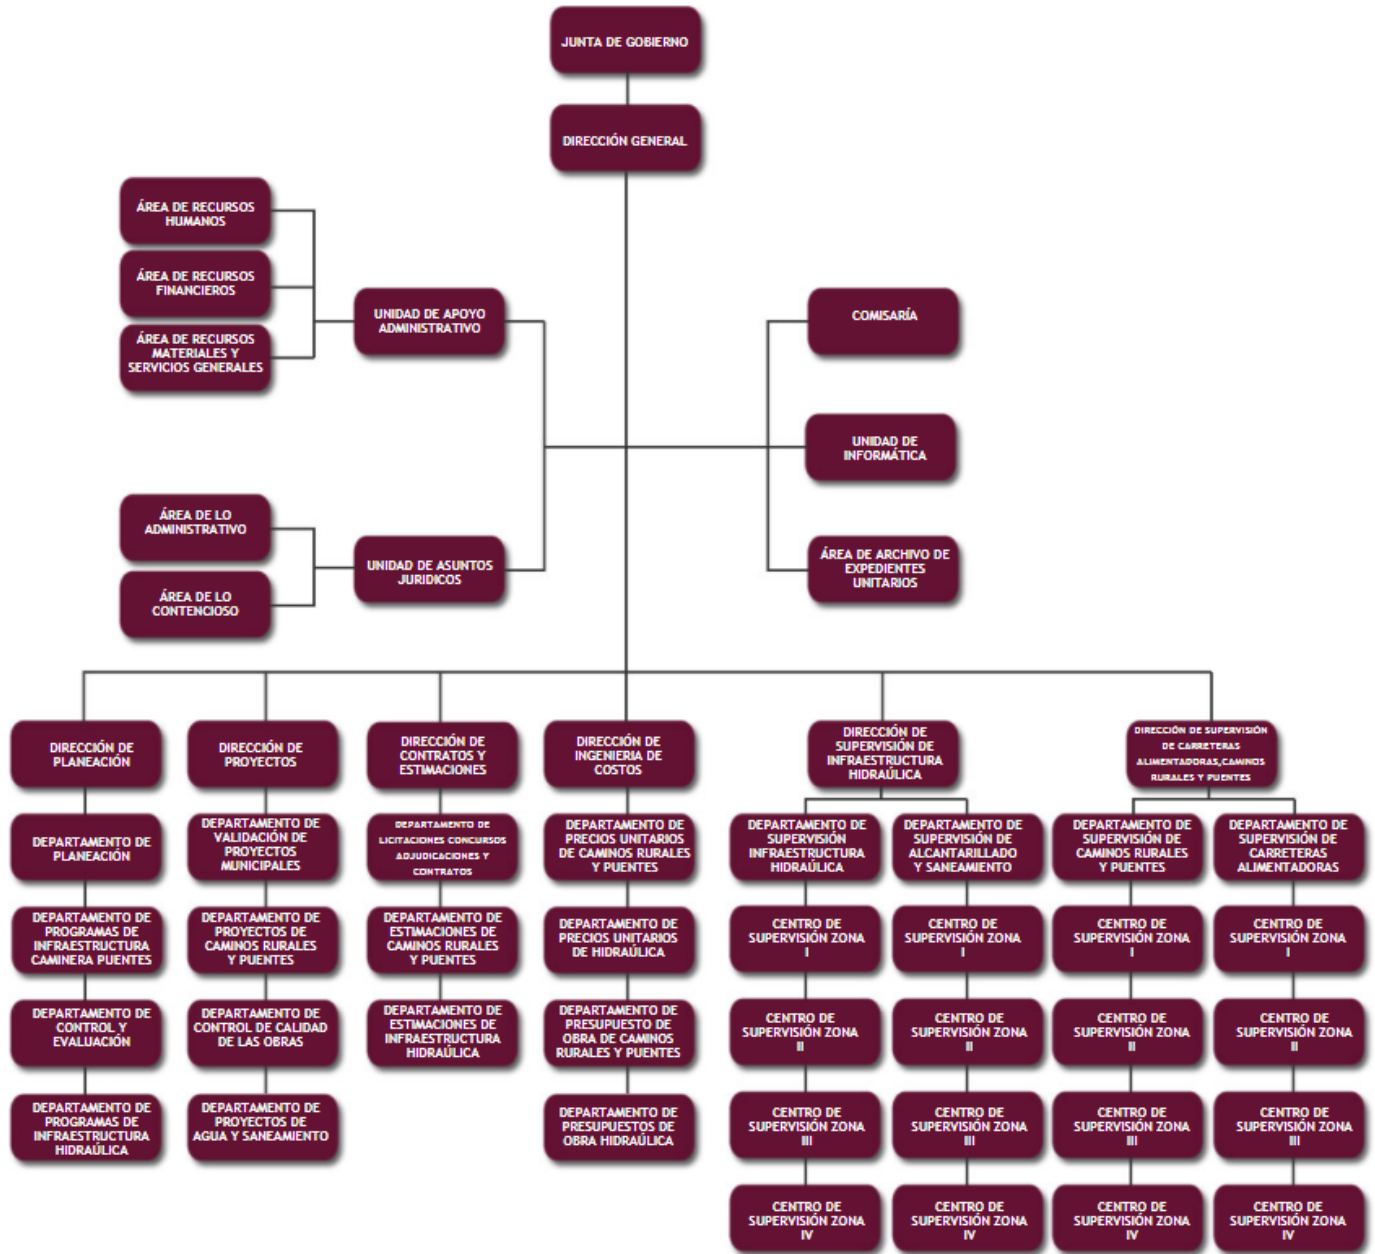 JUNTA DE GOBIERNO
DIRECCIÓN GENERAL
ÁREA DE RECURSOS
HUMANOS
ÁREA DE RECURSOS
FINANCIEROS
ÁREA DE RECURSOS
MATERIALES Y
SERVICIOS GENERALES
UNIDAD DE APOYO
ADMINISTRATIVO
COMISARÍA
UNIDAD DE
INFORMÁTICA
ÁREA DE LO
ADMINISTRATIVO
ÁREA DE LO
CONTENCIOSO
UNIDAD DE ASUNTOS
JURIDICOS
ÁREA DE ARCHIVO DE
EXPEDIENTES
UNITARIOS
DIRECCIÓN DE
PLANEACIÓN
DIRECCIÓN DE
PROYECTOS
DIRECCIÓN DE
CONTRATOS Y
ESTIMACIONES
DIRECCIÓN DE
INGENIERIA DE
COSTOS
DIRECCIÓN DE
SUPERVISIÓN DE
INFRAESTRUCTURA
HIDRAÚLICA
DIRECCIÓN DE SUPERVISIÓN
DE CARRETERAS
ALIMENTADORAS,CAMINOS
RURALES Y PUENTES
DEPARTAMENTO DE
PLANEACIÓN
DEPARTAMENTO DE
VALIDACIÓN DE
PROYECTOS
MUNICIPALES
DEPARTAMENTO DE
LICITACIONES CONCURSOS
ADJUDICACIONES Y
CONTRATOS
DEPARTAMENTO DE
PRECIOS UNITARIOS
DE CAMINOS RURALES
Y PUENTES
DEPARTAMENTO DE
SUPERVISIÓN
INFRAESTRUCTURA
HIDRAÚLICA
DEPARTAMENTO DE
SUPERVISIÓN DE
ALCANTARILLADO
Y SANEAMIENTO
DEPARTAMENTO DE
SUPERVISIÓN DE
CAMINOS RURALES
Y PUENTES
DEPARTAMENTO DE
SUPERVISIÓN DE
CARRETERAS
ALIMENTADORAS
DEPARTAMENTO DE
PROGRAMAS DE
INFRAESTRUCTURA
CAMINERA PUENTES
DEPARTAMENTO DE
PROYECTOS DE
CAMINOS RURALES
Y PUENTES
DEPARTAMENTO DE
ESTIMACIONES DE
CAMINOS RURALES
Y PUENTES
DEPARTAMENTO DE
PRECIOS UNITARIOS
DE HIDRAULICA
CENTRO DE
SUPERVISIÓN ZONA
I
CENTRO DE
SUPERVISIÓN ZONA
I
CENTRO DE
SUPERVISIÓN ZONA
I
CENTRO DE
SUPERVISIÓN ZONA
I
DEPARTAMENTO DE
CONTROL Y
EVALUACIÓN
DEPARTAMENTO DE
CONTROL DE CALIDAD
DE LAS OBRAS
DEPARTAMENTO DE
ESTIMACIONES DE
INFRAESTRUCTURA
HIDRAÚLICA
DEPARTAMENTO DE
PRESUPUESTO DE
OBRA DE CAMINOS
RURALES Y PUENTES
CENTRO DE
SUPERVISIÓN ZONA
II
CENTRO DE
SUPERVISIÓN ZONA
II
CENTRO DE
SUPERVISIÓN ZONA
II
CENTRO DE
SUPERVISIÓN ZONA
II
DEPARTAMENTO DE
PROGRAMAS DE
INFRAESTRUCTURA
HIDRAÚLICA
DEPARTAMENTO DE
PROYECTOS DE
AGUA Y SANEAMIENTO
DEPARTAMENTO DE
PRESUPUESTOS DE
OBRA HIDRAÚLICA
CENTRO DE
SUPERVISIÓN ZONA
III
CENTRO DE
SUPERVISIÓN ZONA
III
CENTRO DE
SUPERVISIÓN ZONA
III
CENTRO DE
SUPERVISIÓN ZONA
III
CENTRO DE
SUPERVISIÓN ZONA
IV
CENTRO DE
SUPERVISIÓN ZONA
IV
CENTRO DE
SUPERVISIÓN ZONA
IV
CENTRO DE
SUPERVISIÓN ZONA
IV